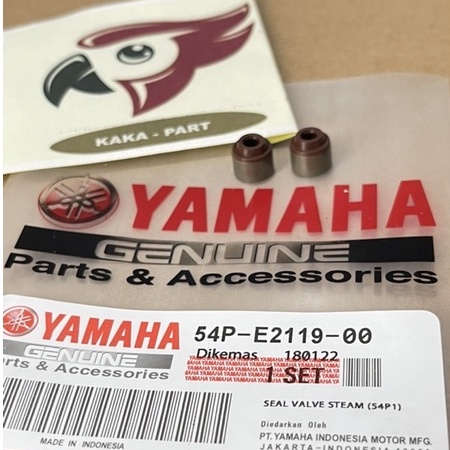 KAKA - PART
YAMAHA
GENUINE
Parts & Accessories
YAMAHA
GENUINE
Parts & Accessories
MADE IN INDONESIA
54P-E2119-00
Dikemas 180122
1 SET
SEAL VALVE STEAM (54P1)
Diedarkan Oleh
PT.YAMAHA INDONESIA MOTOR MFG.